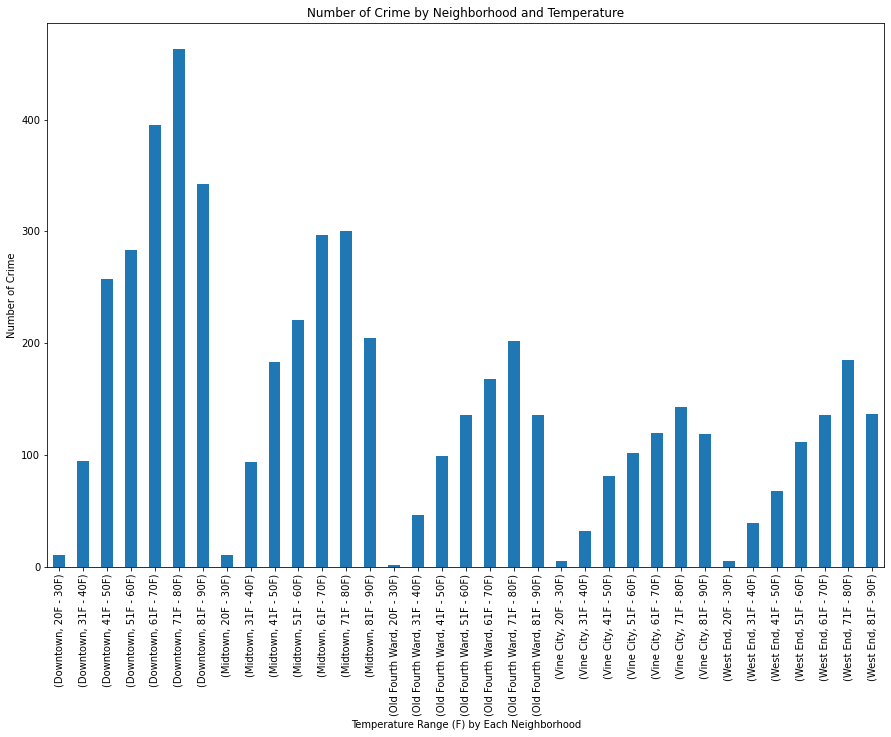 Number of Crime by Neighborhood and Temperature
Number of Crime
400
300
200
100
0
(Downtown, 20F - 30F)
(Downtown, 31F - 40F)
(Downtown, 41F - 50F)
(Downtown, 51F - 60F)
(Downtown, 61F - 70F)
(Downtown, 71F - 80F)
(Downtown, 81F - 90F)
(Midtown, 20F - 30F)
(Midtown, 31F - 40F)
(Midtown, 41F - 50F)
(Midtown, 51F - 60F)
(Midtown, 61F - 70F)
(Midtown, 71F - 80F)
(Midtown, 81F - 90F)
(Old Fourth Ward, 20F - 30F)
(Old Fourth Ward, 31F - 40F)
(Old Fourth Ward, 41F - 50F)
(Old Fourth Ward, 51F - 60F)
(Old Fourth Ward, 61F - 70F)
(Old Fourth Ward, 71F - 80F)
(Old Fourth Ward, 81F - 90F)
(Vine City, 20F - 30F)
(Vine City, 31F - 40F)
(Vine City, 41F - 50F)
(Vine City, 51F - 60F)
(Vine City, 61F - 70F)
(Vine City, 71F - 80F)
(Vine City, 81F - 90F)
(West End, 20F - 30F)
(West End, 31F - 40F)
(West End, 41F - 50F)
(West End, 51F - 60F)
(West End, 61F - 70F)
(West End, 71F - 80F)
(West End, 81F - 90F)
Temperature Range (F) by Each Neighborhood